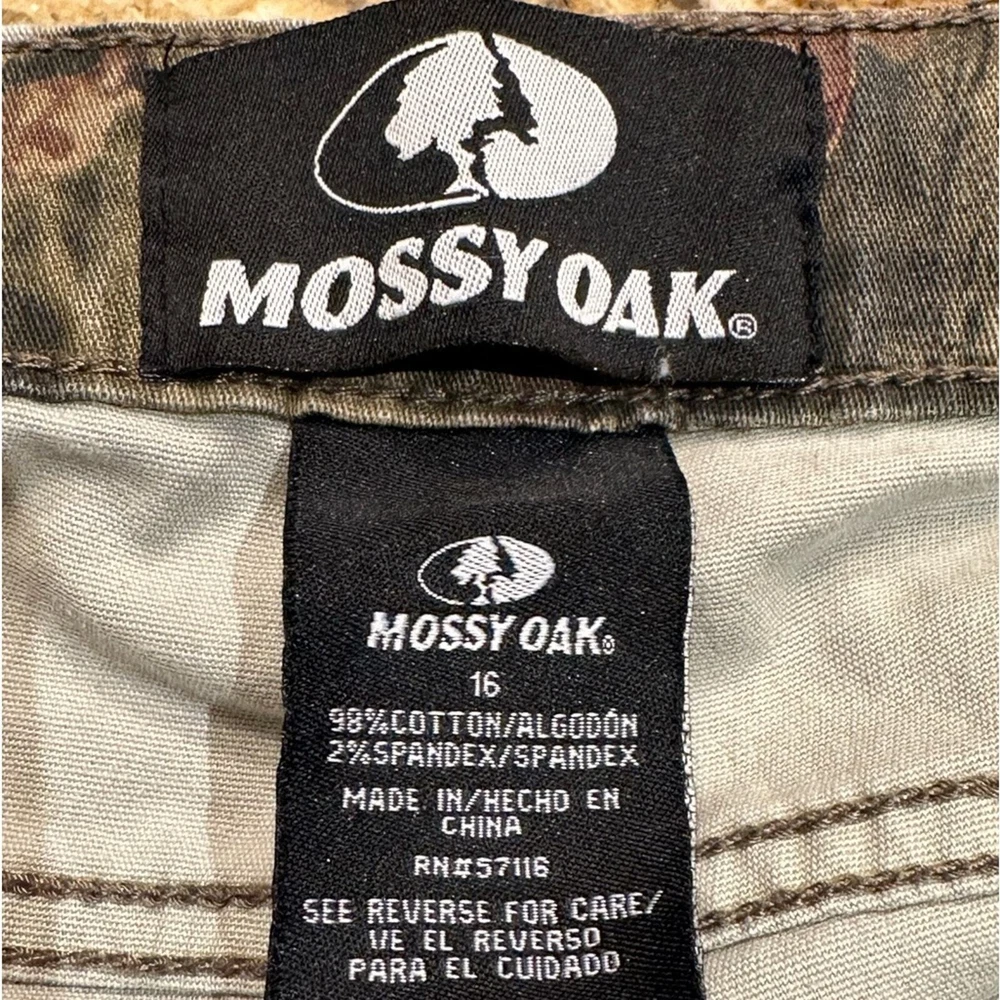 MOSSY OAK®
MOSSY OAK®
16
98%COTTON/ALGODÓN
2%SPANDEX/SPANDEX
MADE IN/HECHO EN
CHINA
RN#57116
SEE REVERSE FOR CARE/
VE EL REVERSO
PARA EL CUIDADO